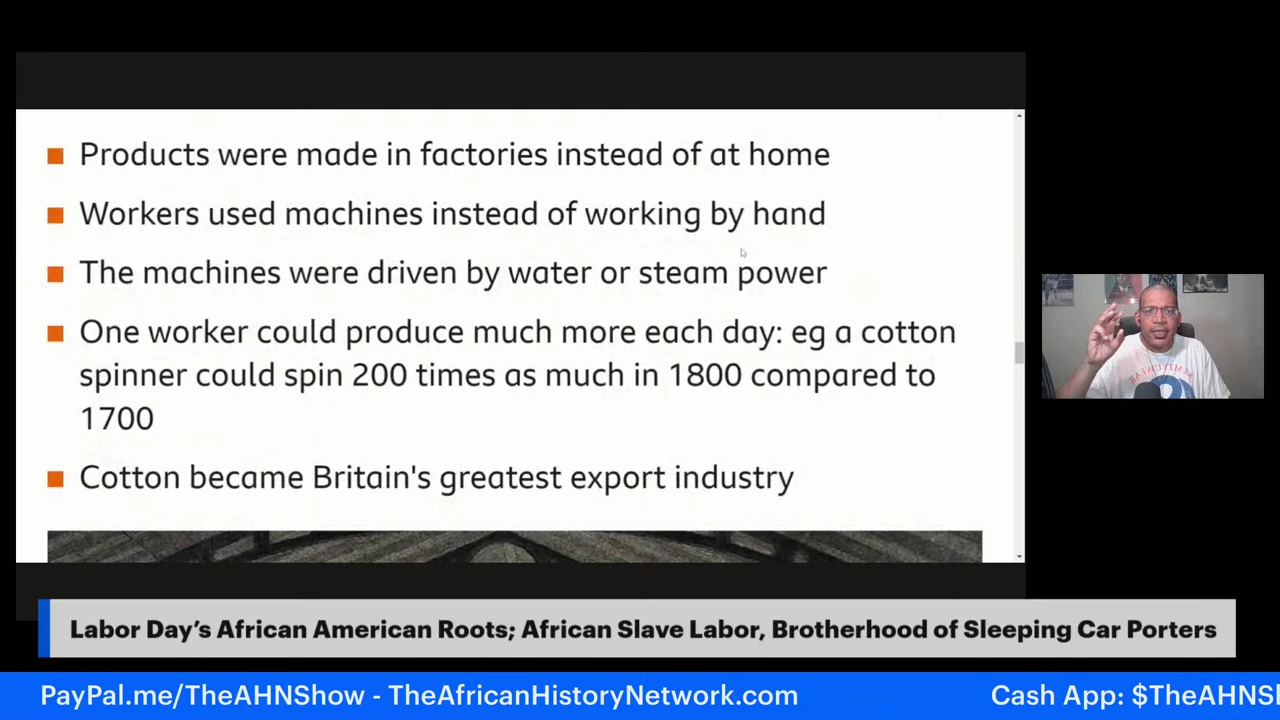 Products were made in factories instead of at home
Workers used machines instead of working by hand
The machines were driven by water or steam power
One worker could produce much more each day: eg a cotton
spinner could spin 200 times as much in 1800 compared to
1700
Cotton became Britain's greatest export industry
Labor Day’s African American Roots; African Slave Labor, Brotherhood of Sleeping Car Porters
PayPal.me/TheAHNShow - TheAfricanHistoryNetwork.com
Cash App: $TheAHNS